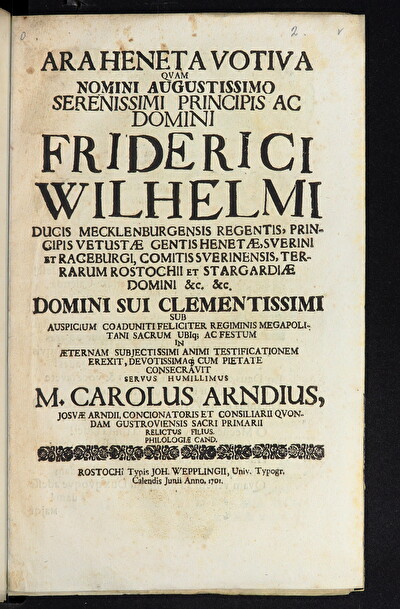 2.
ARA HENETA VOTIVA
QVAM
NOMINI AUGUSTISSIMO
SERENISSIMI PRINCIPIS AC
DOMINI
FRIDERICI
WILHELMI
DUCIS MECKLENBURGENSIS REGENTIS, PRIN-
CIPIS VETUSTÆ GENTIS HENETÆ, SVERINI
ET RACEBURGI, COMITIS SVERINENSIS, TER-
RARUM ROSTOCHII ET STARGARDIÆ
DOMINI &c. &c.
DOMINI SUI CLEMENTISSIMI
SUB
AUSPICIUM COADUNITI FELICITER REGIMINIS MEGAPOLI-
TANI SACRUM UBIq; AC FESTUM
IN
ÆTERNAM SUBJECTISSIMI ANIMI TESTIFICATIONEM
EREXIT, DEVOTISSIMAq; CUM PIETATE
CONSECRAVIT
SERVUS HUMILLIMUS
M. CAROLUS ARNDIUS,
JOSVÆ ARNDII, CONCIONATORIS ET CONSILIARII QVON-
DAM GUSTROVIENSIS SACRI PRIMARII
RELICTUS FILIUS.
PHILOLOGIÆ CAND.
ROSTOCHI Typis JOH. WEPPLINGII, Univ. Typogr.
Calendis Junii Anno. 1701.